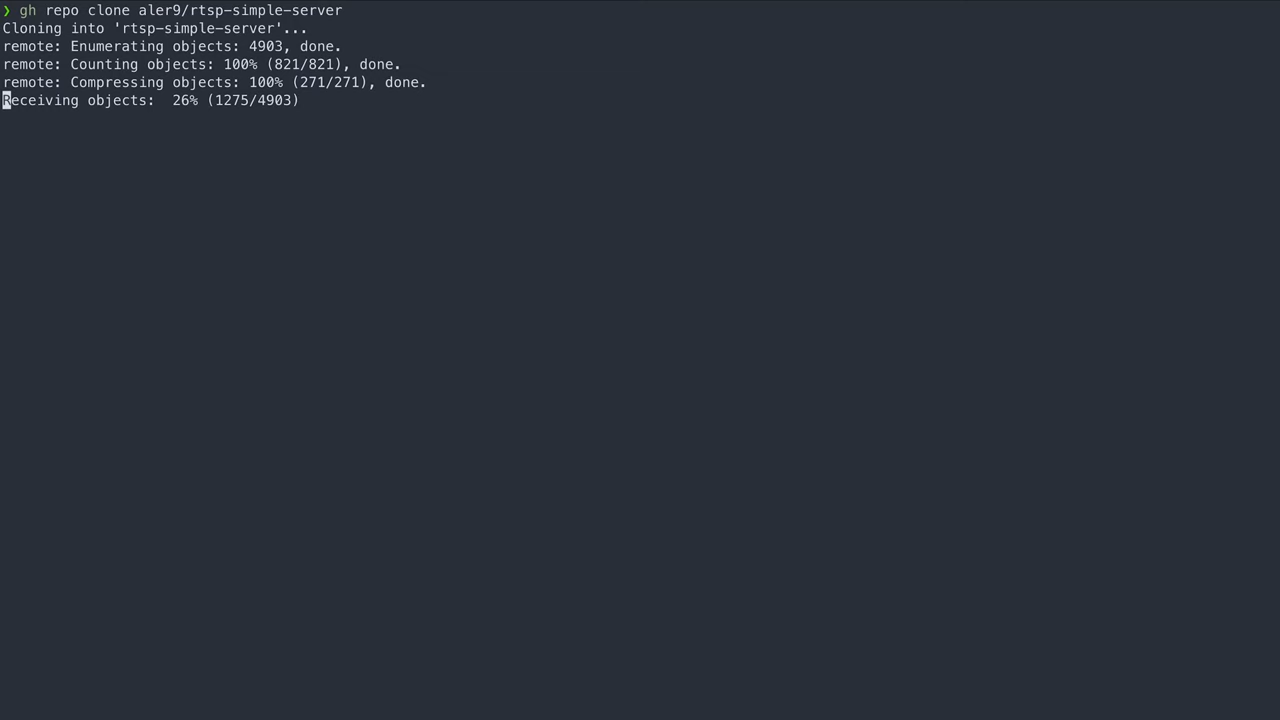 ❯ gh repo clone aler9/rtsp-simple-server
Cloning into 'rtsp-simple-server'...
remote: Enumerating objects: 4903, done.
remote: Counting objects: 100% (821/821), done.
remote: Compressing objects: 100% (271/271), done.
Receiving objects:  26% (1275/4903)